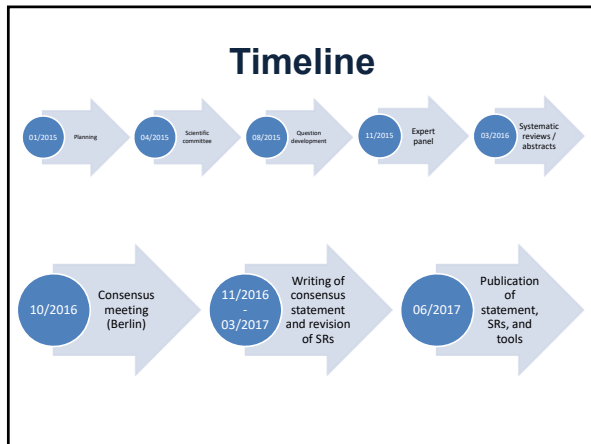 Timeline
01/2015
Planning
04/2015
Scientific
committee
08/2015
Question
development
11/2015
Expert
panel
03/2016
Systematic
reviews /
abstracts
10/2016
Consensus
meeting
(Berlin)
11/2016
-
03/2017
Writing of
consensus
statement
and revision
of SRs
06/2017
Publication
of
statement,
SRs, and
tools